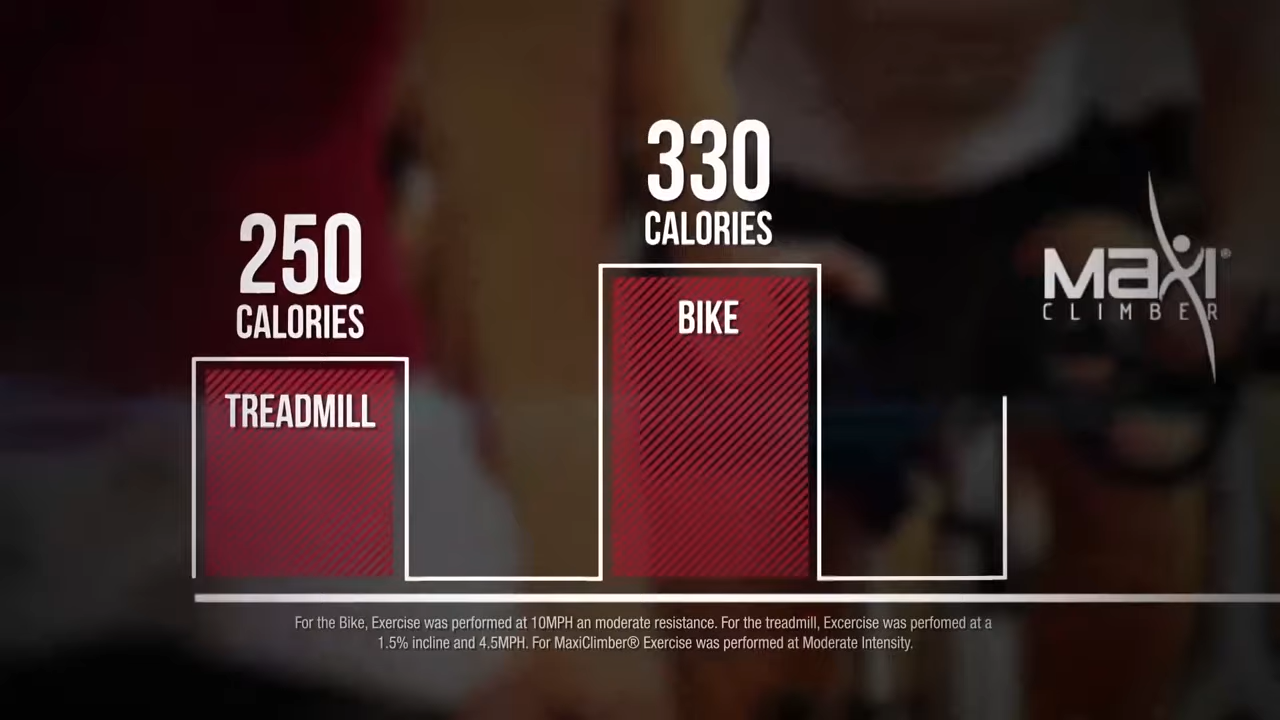 330
CALORIES
250
CALORIES
BIKE
TREADMILL
MAXI®
CLIMBER
For the Bike, Exercise was performed at 10MPH an moderate resistance. For the treadmill, Excercise was perfomed at a
1.5% incline and 4.5MPH. For MaxiClimber® Exercise was performed at Moderate Intensity.